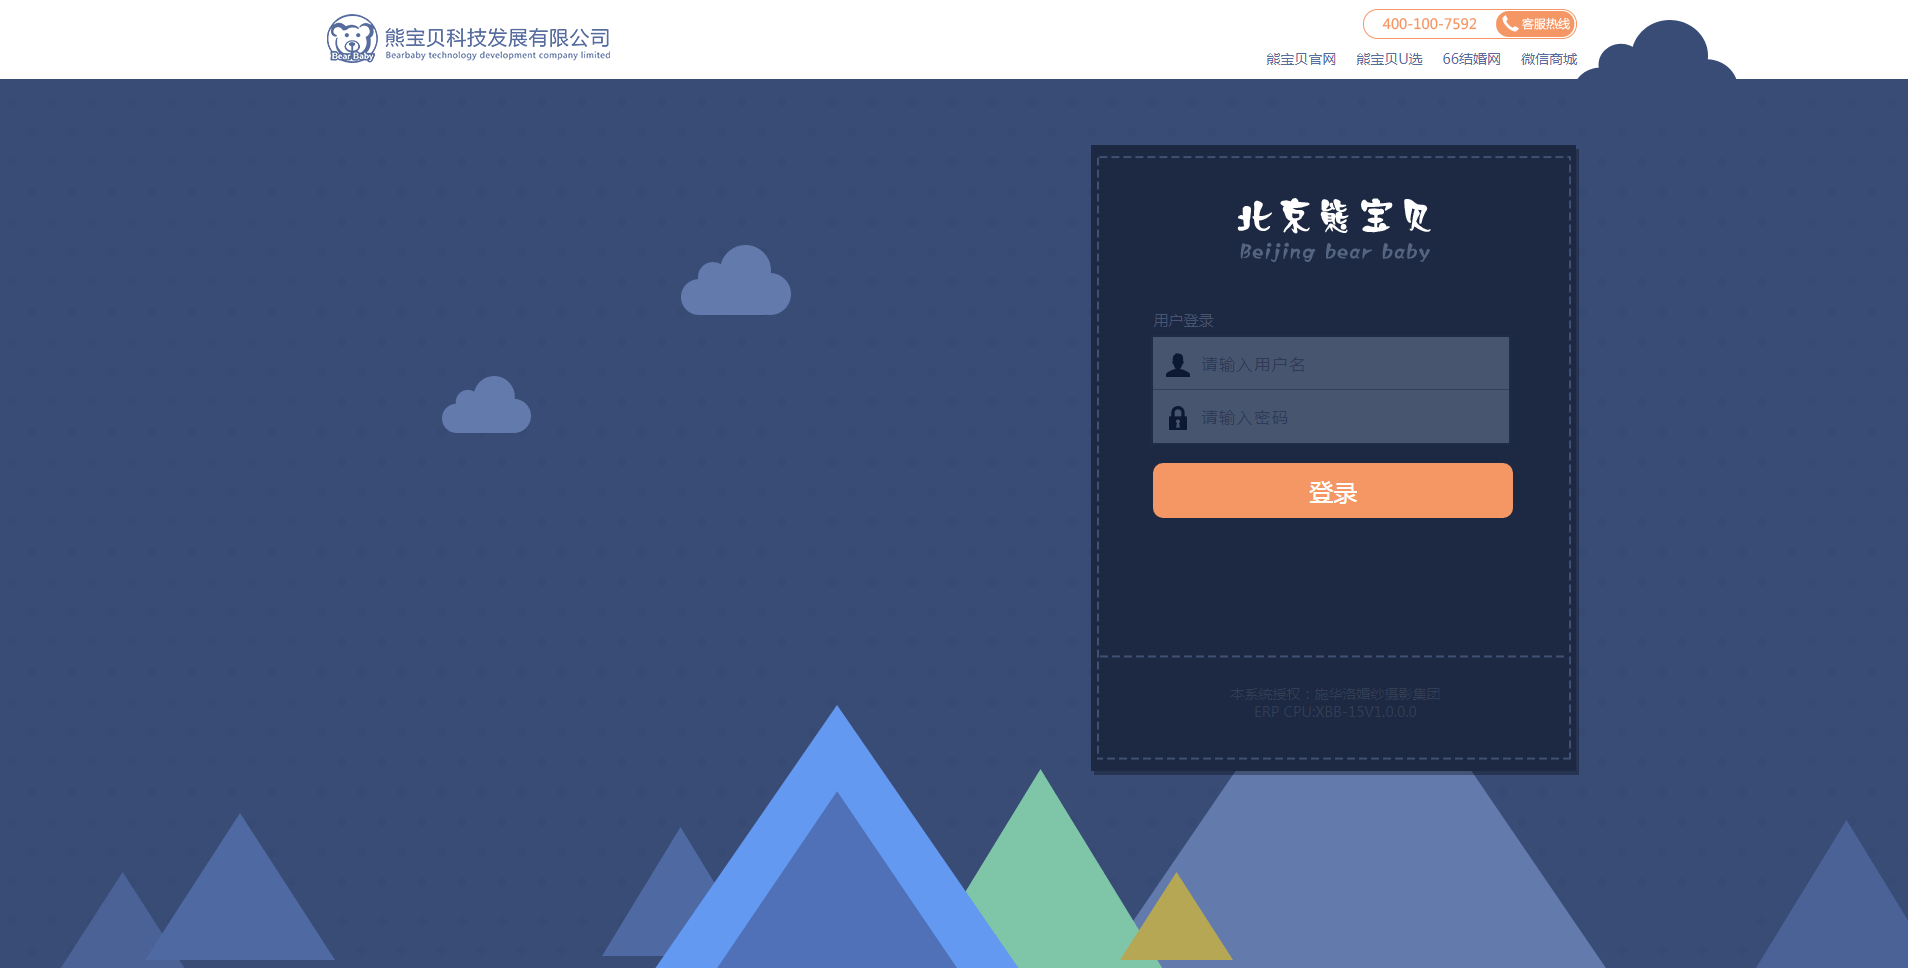 Bear Baby
熊宝贝科技发展有限公司
Bearbaby technology development company limited
400-100-7592 客服热线
熊宝贝官网 熊宝贝U选 66结婚网 微信商城
北京熊宝贝
Beijing bear baby
用户登录
请输入用户名
请输入密码
登录
本系统授权：施华洛婚纱摄影集团
ERP CPU:XBB-15V1.0.0.0